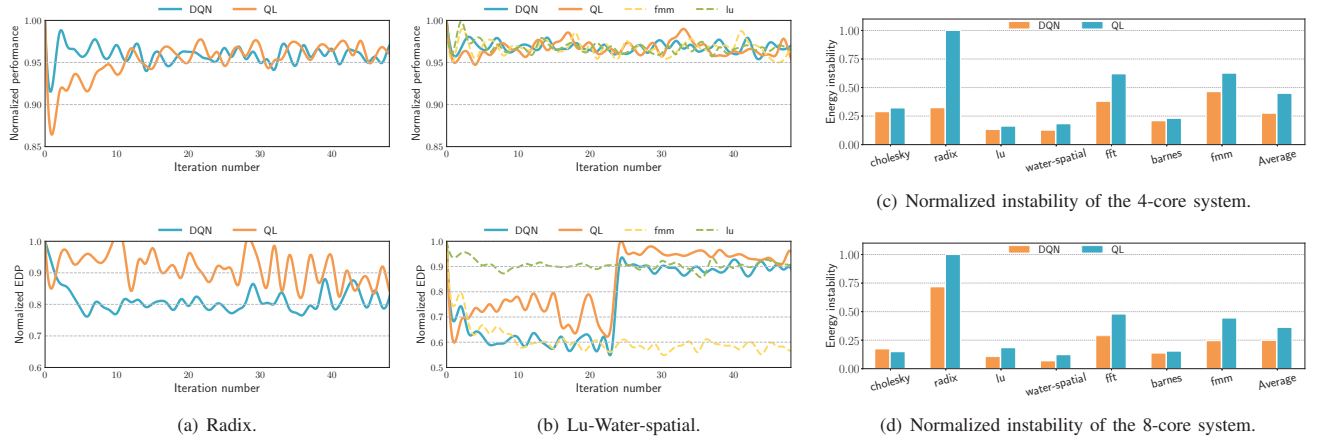 DQN QL
Normalized performance
1.00
0.95
0.90
0.85
0 10 20 30 40
Iteration number
DQN QL
Normalized EDP
1.0
0.9
0.8
0.7
0.6
0 10 20 30 40
Iteration number
(a) Radix.
DQN QL fmm lu
Normalized performance
1.00
0.95
0.90
0.85
0 10 20 30 40
Iteration number
DQN QL fmm lu
Normalized EDP
1.0
0.9
0.8
0.7
0.6
0.5
0 10 20 30 40
Iteration number
(b) Lu-Water-spatial.
DQN QL
Energy instability
1.00
0.75
0.50
0.25
0.00
cholesky radix lu water-spatial fft barnes fmm Average
(c) Normalized instability of the 4-core system.
DQN QL
Energy instability
1.00
0.75
0.50
0.25
0.00
cholesky radix lu water-spatial fft barnes fmm Average
(d) Normalized instability of the 8-core system.